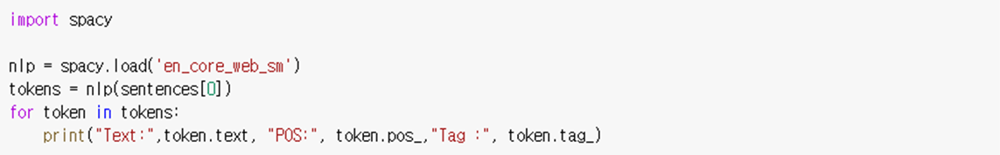 import spacy
nlp = spacy.load('en_core_web_sm')
tokens = nlp(sentences[0])
for token in tokens:
    print("Text:",token.text, "POS:", token.pos_,"Tag :", token.tag_)